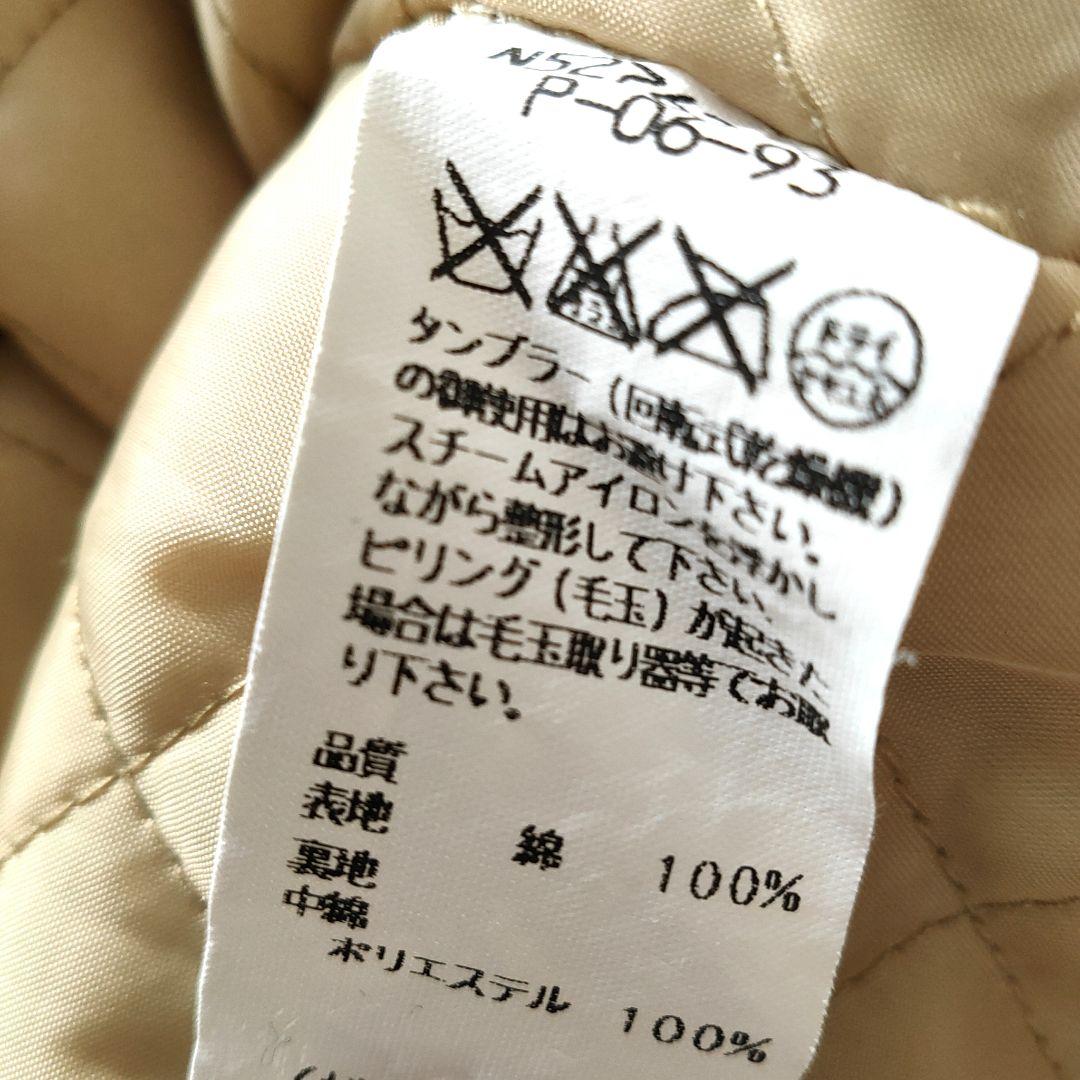 P-06-93
ドライ
タンブラー(回転式乾燥)
の御使用はお避け下さい。
スチームアイロンを浮かし
ながら整形して下さい、
ピリング(毛玉)が起きた
場合は毛玉取り器等でお取
り下さい。
品質
表地
綿 100%
裏地
中綿
ポリエステル 100%